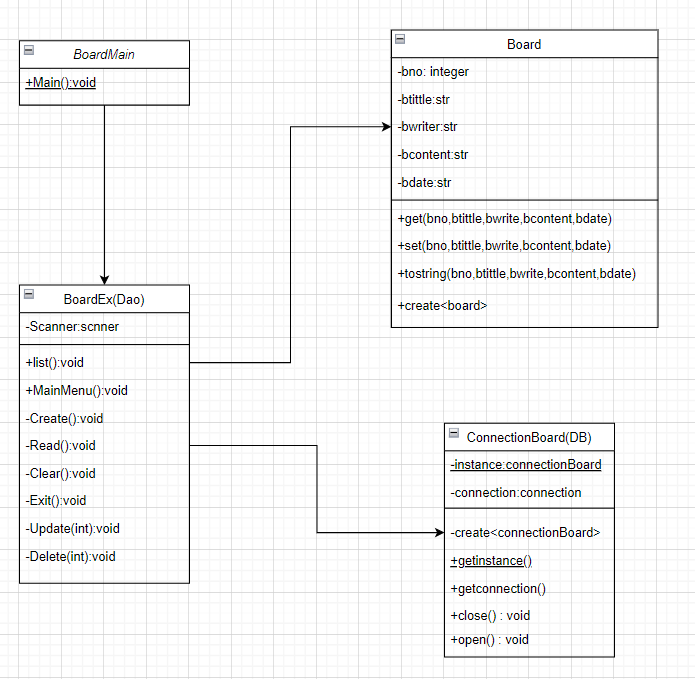 BoardMain
+Main():void
Board
-bno: integer
-btittle:str
-bwriter:str
-bcontent:str
-bdate:str
+get(bno,btittle,bwrite,bcontent,bdate)
+set(bno,btittle,bwrite,bcontent,bdate)
+tostring(bno,btittle,bwrite,bcontent,bdate)
+create<board>
BoardEx(Dao)
-Scanner:scnner
+list():void
+MainMenu():void
-Create():void
-Read():void
-Clear():void
-Exit():void
-Update(int):void
-Delete(int):void
ConnectionBoard(DB)
-instance:connectionBoard
-connection:connection
-create<connectionBoard>
+getinstance()
+getconnection()
+close() : void
+open() : void